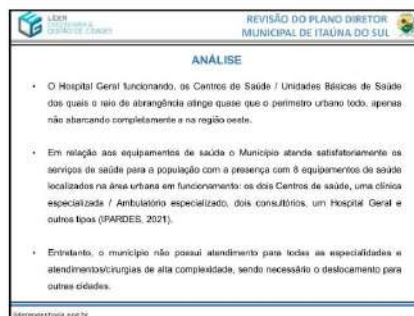 LÍDER
ENGENHARIA &
GESTÃO DE CIDADES
REVISÃO DO PLANO DIRETOR
MUNICIPAL DE ITAÚNA DO SUL
ANÁLISE
• O Hospital Geral funcionando, os Centros de Saúde / Unidades Básicas de Saúde
dos quais o raio de abrangência atinge quase que o perímetro urbano todo, apenas
não abarcando completamente a na região oeste.
• Em relação aos equipamentos de saúde o Município atende satisfatoriamente os
serviços de saúde para a população com a presença com 8 equipamentos de saúde
localizados na área urbana em funcionamento: os dois Centros de saúde, uma clínica
especializada / Ambulatório especializado, dois consultórios, um Hospital Geral e
outros tipos (IPARDES, 2021).
• Entretanto, o município não possui atendimento para todas as especialidades e
atendimentos/cirurgias de alta complexidade, sendo necessário o deslocamento para
outras cidades.